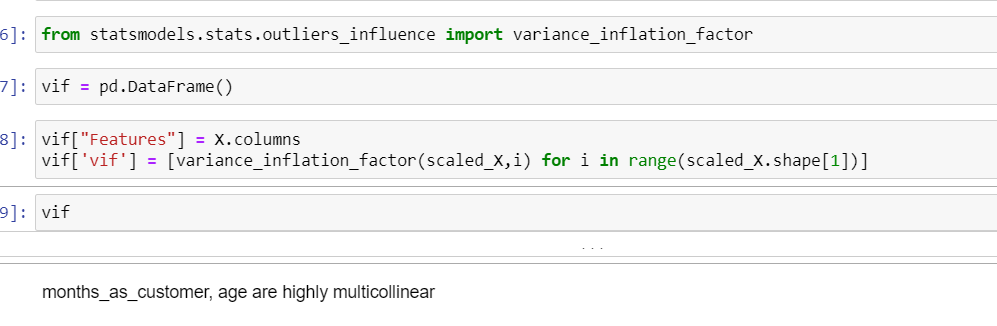 6]: from statsmodels.stats.outliers_influence import variance_inflation_factor
7]: vif = pd.DataFrame()
8]: vif["Features"] = X.columns
vif['vif'] = [variance_inflation_factor(scaled_X,i) for i in range(scaled_X.shape[1])]
9]: vif
...
months_as_customer, age are highly multicollinear